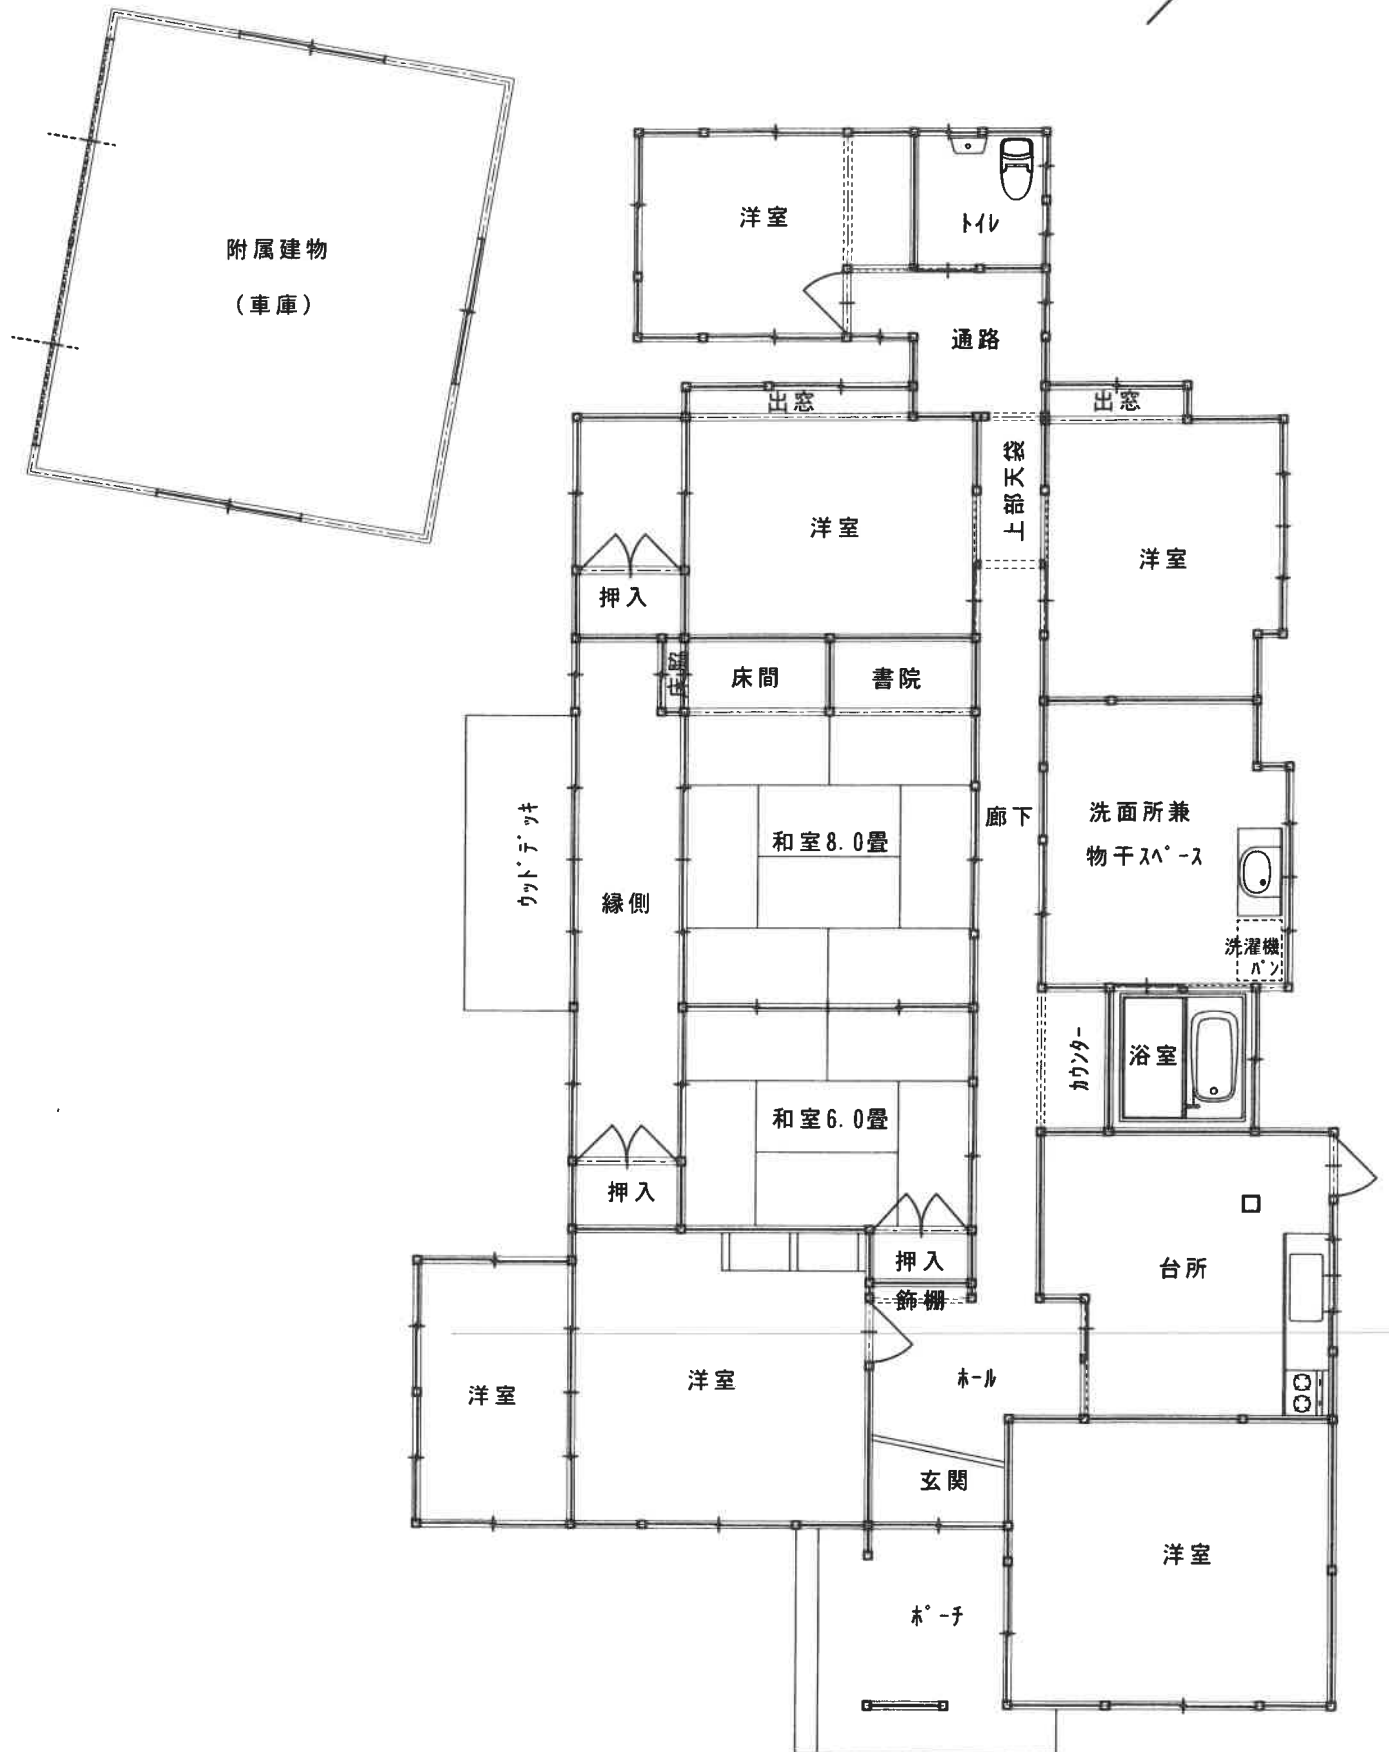 洋室
トイレ
附属建物
(車庫)
通路
出窓
出窓
上部天袋
洋室
洋室
押入
床脇
床間
書院
ウッドデッキ
廊下
洗面所兼
物干スペース
和室8.0畳
縁側
洗濯機
パン
カウンター
浴室
和室6.0畳
押入
押入
台所
飾棚
洋室
洋室
ホール
玄関
洋室
ポーチ